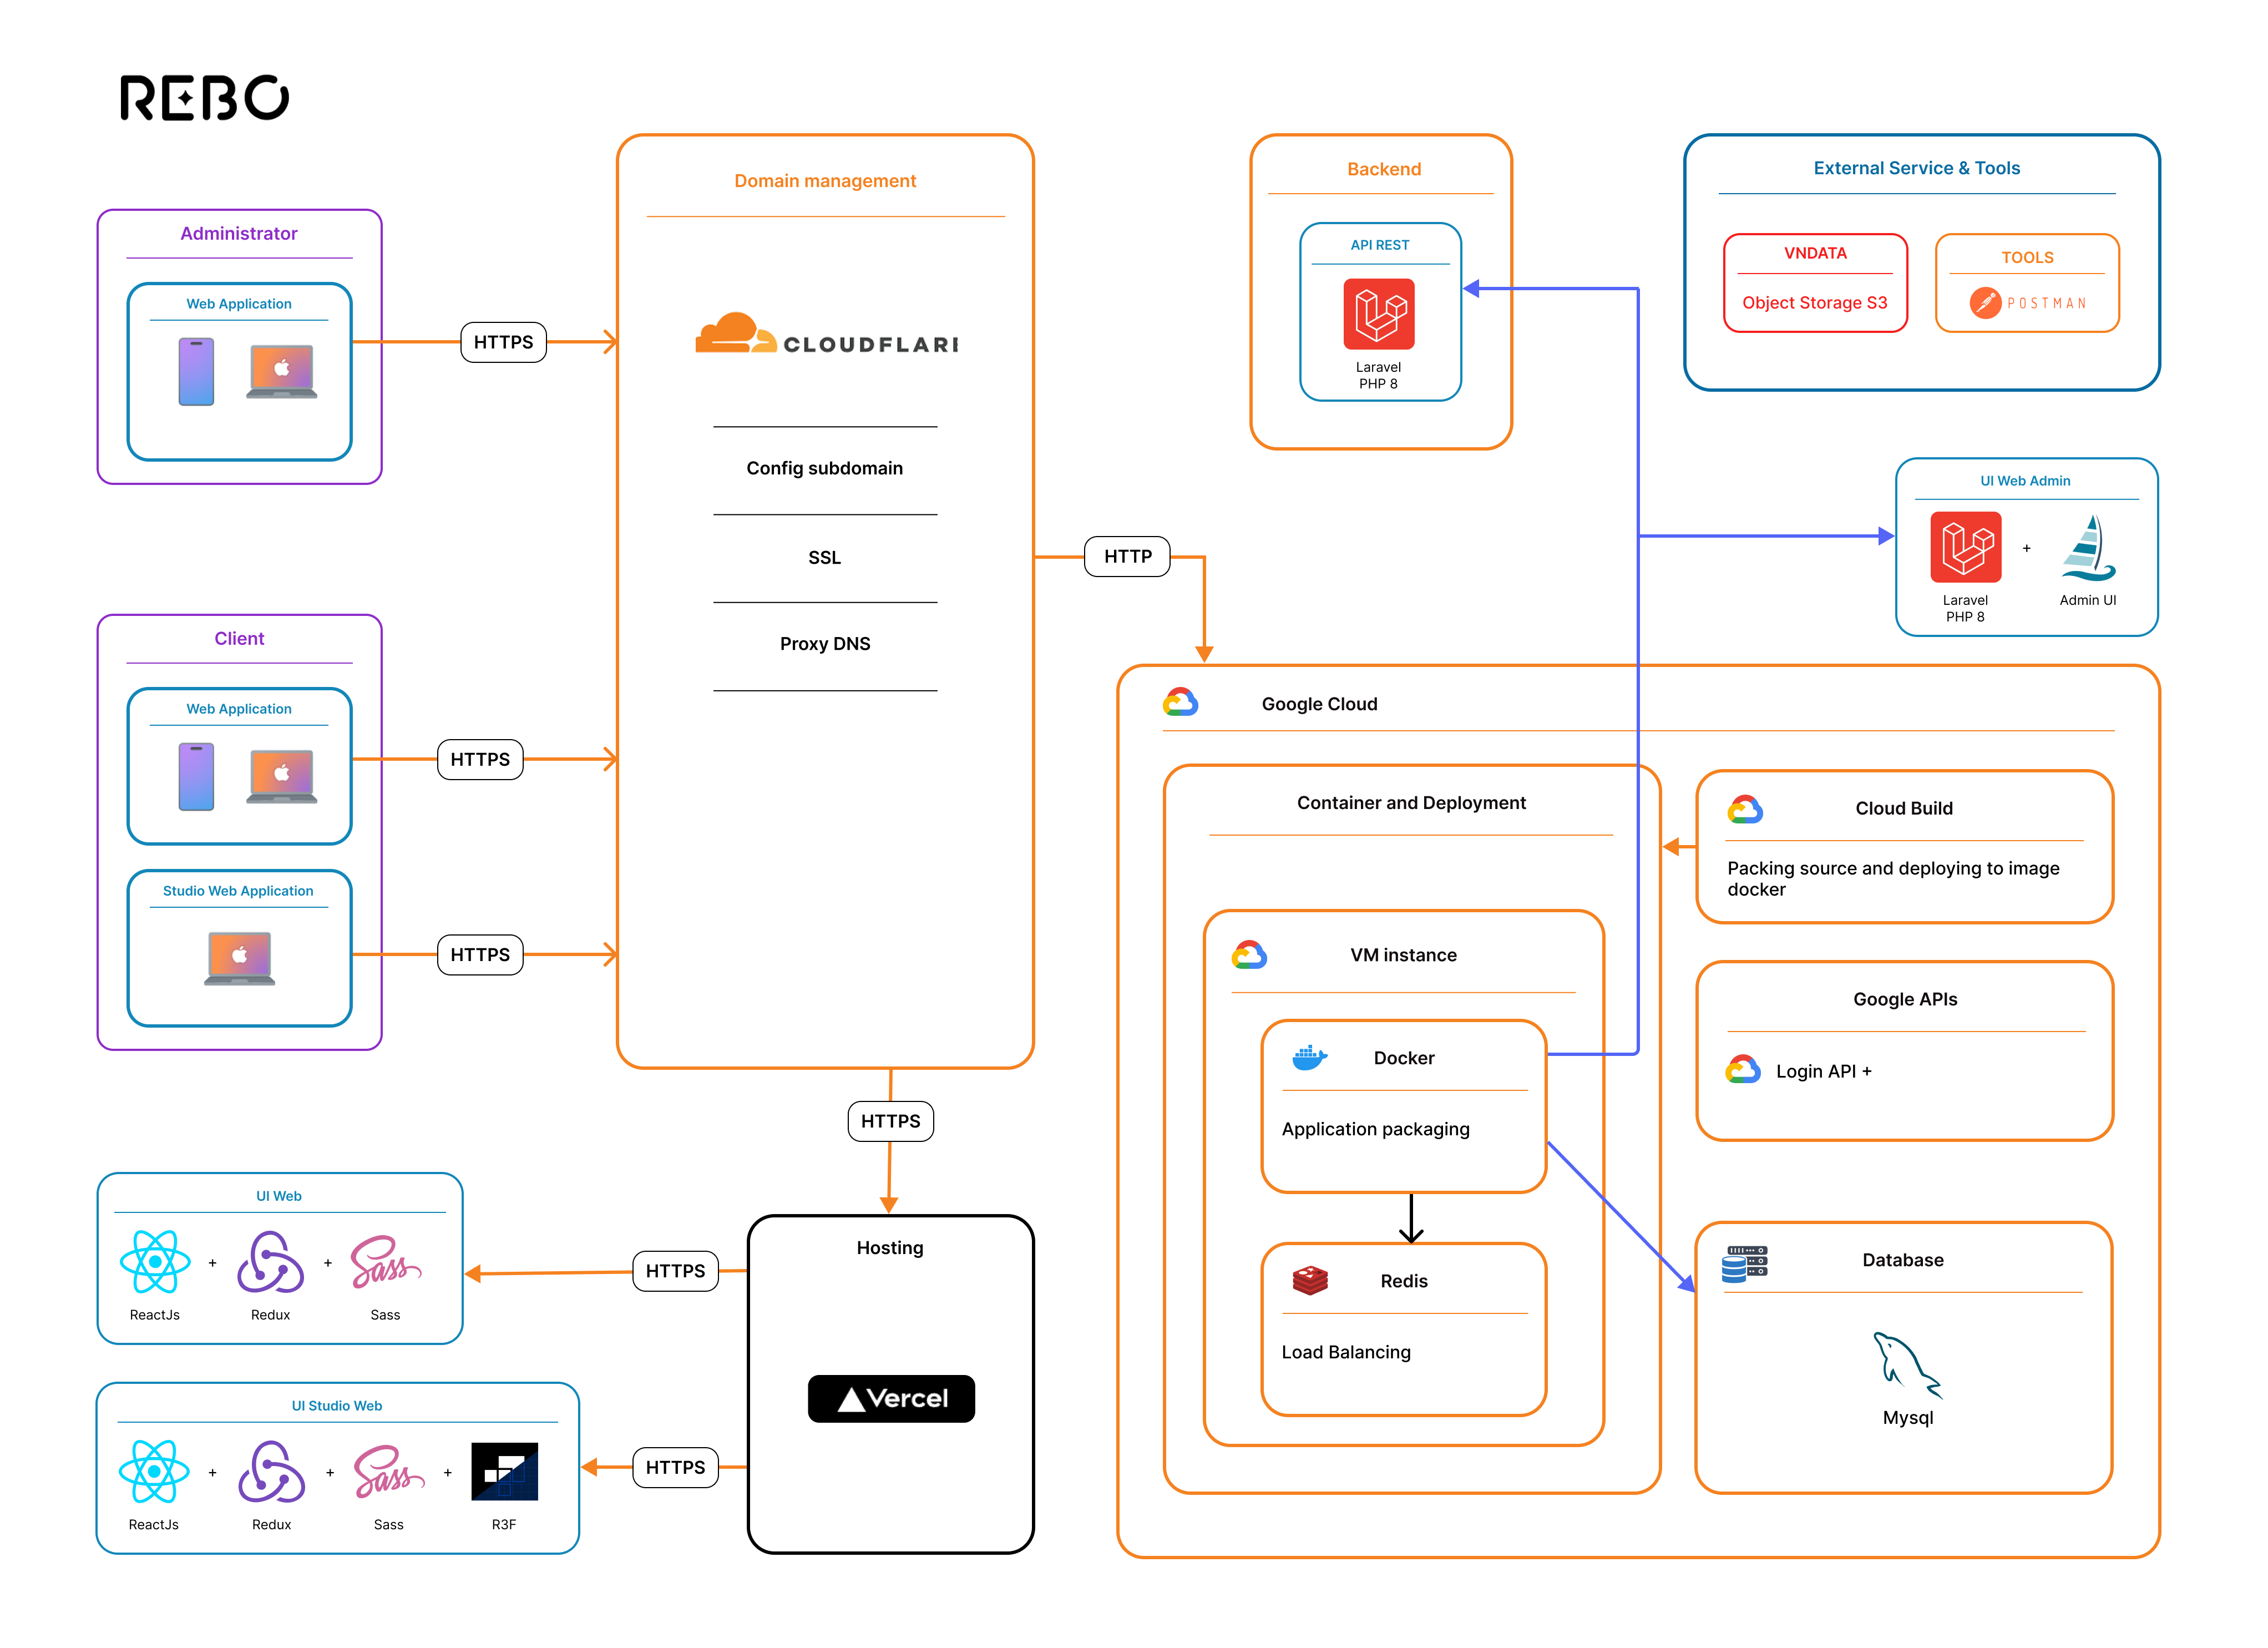 REBO
Administrator
Web Application
HTTPS
Client
Web Application
HTTPS
Studio Web Application
HTTPS
Domain management
CLOUDFLARE
Config subdomain
SSL
Proxy DNS
HTTP
HTTPS
Backend
API REST
Laravel
PHP 8
External Service & Tools
VNDATA
Object Storage S3
TOOLS
POSTMAN
UI Web Admin
+
Laravel
PHP 8
Admin UI
Google Cloud
Container and Deployment
VM instance
Docker
Application packaging
Redis
Load Balancing
Cloud Build
Packing source and deploying to image
docker
Google APIs
Login API +
Database
Mysql
Hosting
Vercel
HTTPS
HTTPS
UI Web
+ +
Sass
ReactJs Redux Sass
UI Studio Web
+ + +
Sass
ReactJs Redux Sass R3F